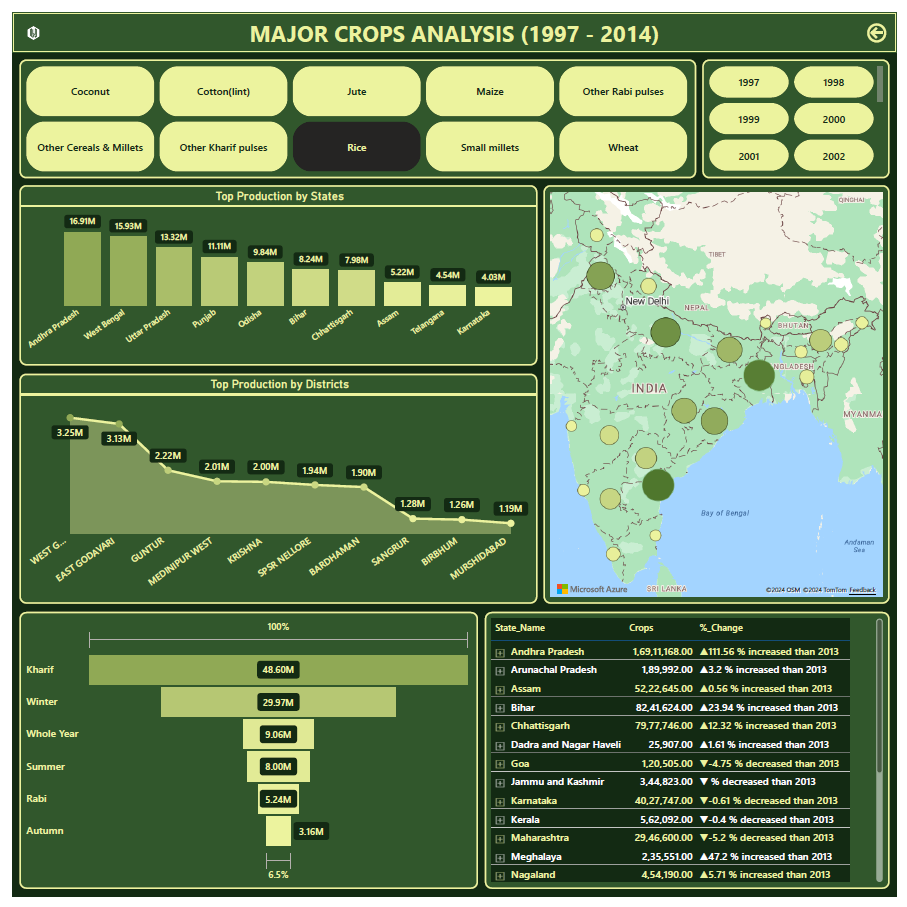 MAJOR CROPS ANALYSIS (1997 - 2014)
Coconut
Cotton(lint)
Jute
Maize
Other Rabi pulses
Other Cereals & Millets
Other Kharif pulses
Rice
Small millets
Wheat
1997
1998
1999
2000
2001
2002
Top Production by States
16.91M
15.93M
13.32M
11.11M
9.84M
8.24M
7.98M
5.22M
4.54M
4.03M
Andhra Pradesh
West Bengal
Uttar Pradesh
Punjab
Odisha
Bihar
Chhattisgarh
Assam
Telangana
Karnataka
Top Production by Districts
3.25M
3.13M
2.22M
2.01M
2.00M
1.94M
1.90M
1.28M
1.26M
1.19M
WEST G...
EAST GODAVARI
GUNTUR
MEDINIPUR WEST
KRISHNA
SPSR NELLORE
BARDHAMAN
SANGRUR
BIRBHUM
MURSHIDABAD
QINGHAI
TIBET
New Delhi
NEPAL
BHUTAN
NGLADESH
INDIA
MYANMA
Bay of Bengal
Andaman
Sea
SRI LANKA
Microsoft Azure
©2024 OSM ©2024 TomTom Feedback
100%
Kharif 48.60M
Winter 29.97M
Whole Year 9.06M
Summer 8.00M
Rabi 5.24M
Autumn 3.16M
6.5%
State_Name Crops %_Change
Andhra Pradesh 1,69,11,168.00 ▲111.56 % increased than 2013
Arunachal Pradesh 1,89,992.00 ▲3.2 % increased than 2013
Assam 52,22,645.00 ▲0.56 % increased than 2013
Bihar 82,41,624.00 ▲23.94 % increased than 2013
Chhattisgarh 79,77,746.00 ▲12.32 % increased than 2013
Dadra and Nagar Haveli 25,907.00 ▲1.61 % increased than 2013
Goa 1,20,505.00 ▼-4.75 % decreased than 2013
Jammu and Kashmir 3,44,823.00 ▼ % decreased than 2013
Karnataka 40,27,747.00 ▼-0.61 % decreased than 2013
Kerala 5,62,092.00 ▼-0.4 % decreased than 2013
Maharashtra 29,46,600.00 ▼-5.2 % decreased than 2013
Meghalaya 2,35,551.00 ▲47.2 % increased than 2013
Nagaland 4,54,190.00 ▲5.71 % increased than 2013